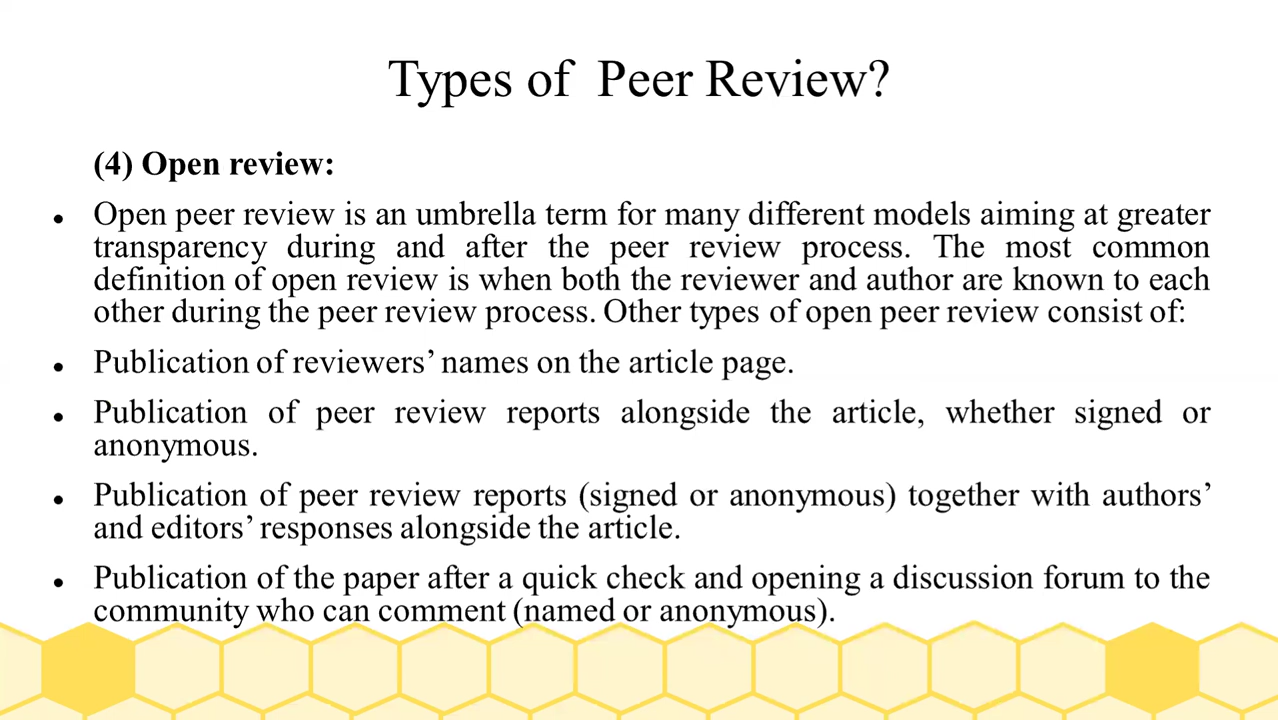 Types of  Peer Review?
(4) Open review:
● Open peer review is an umbrella term for many different models aiming at greater
transparency during and after the peer review process. The most common
definition of open review is when both the reviewer and author are known to each
other during the peer review process. Other types of open peer review consist of:
● Publication of reviewers’ names on the article page.
● Publication of peer review reports alongside the article, whether signed or
anonymous.
● Publication of peer review reports (signed or anonymous) together with authors’
and editors’ responses alongside the article.
● Publication of the paper after a quick check and opening a discussion forum to the
community who can comment (named or anonymous).